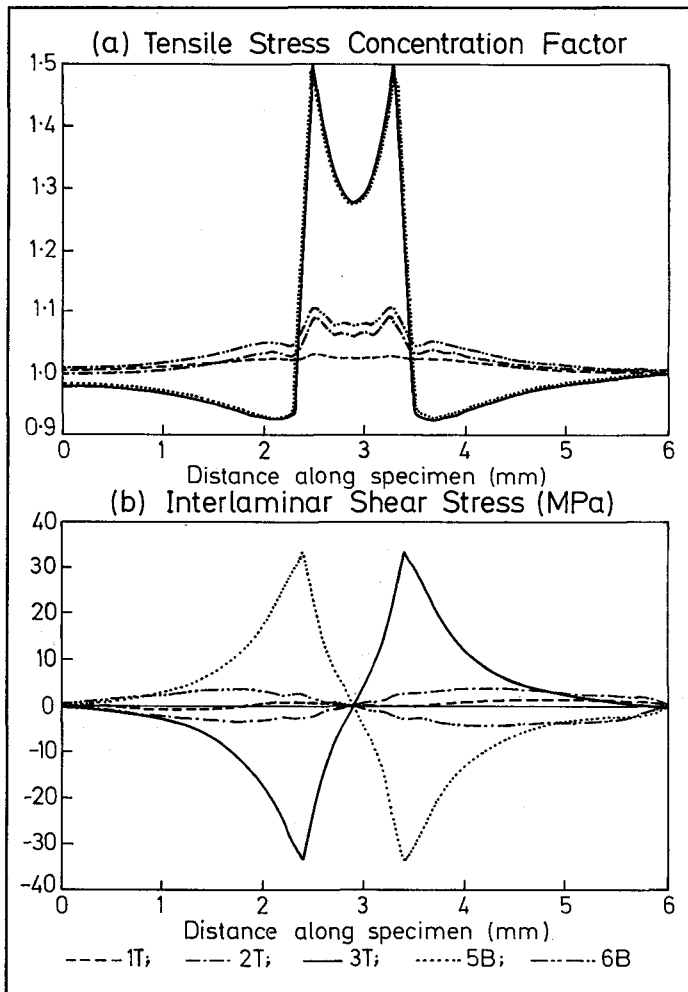 (a) Tensile Stress Concentration Factor
1·5
1·4
1·3
1·2
1·1
1·0
0·9
0 1 2 3 4 5 6
Distance along specimen (mm)
(b) Interlaminar Shear Stress (MPa)
40
30
20
10
0
-10
-20
-30
-40
0 1 2 3 4 5 6
Distance along specimen (mm)
1T; 2T; 3T; 5B; 6B